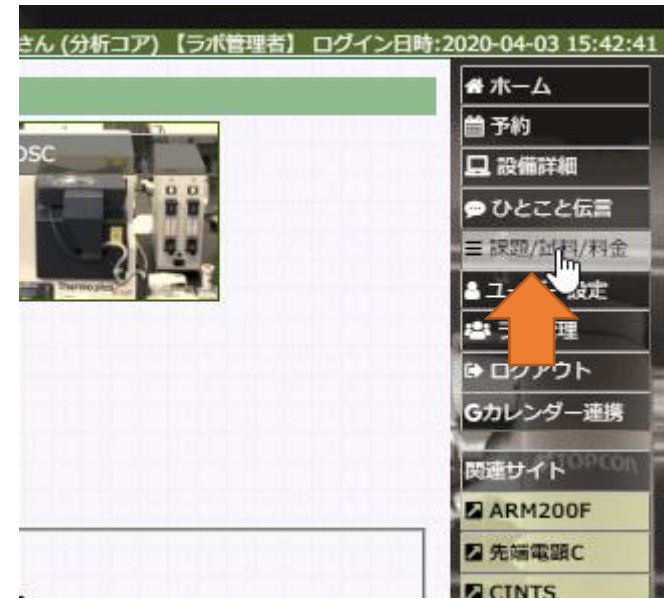 さん (分析コア) 【ラボ管理者】 ログイン日時:2020-04-03 15:42:41
DSC
ホーム
予約
設備詳細
ひとこと伝言
課題/試料/料金
設定
ログアウト
Gカレンダー連携
TOPCON
関連サイト
ARM200F
先端電顕C
CINTS